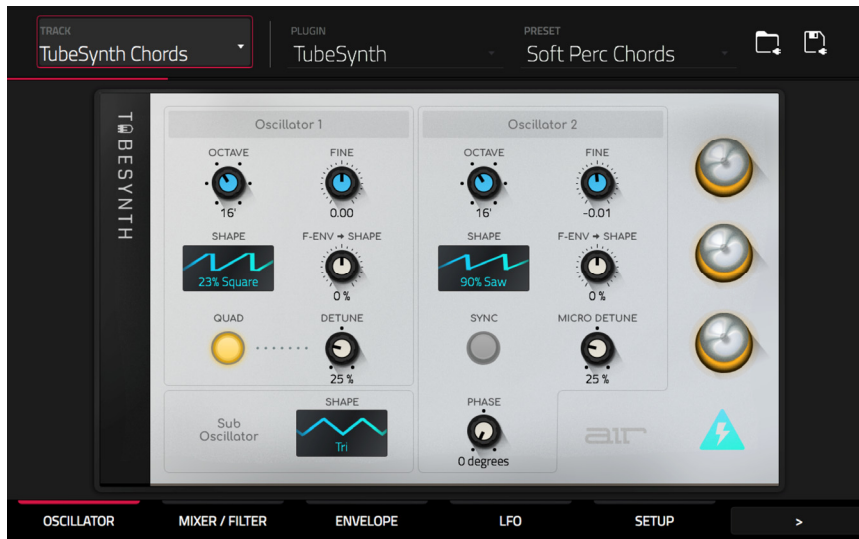 TRACK
TubeSynth Chords
PLUGIN
TubeSynth
PRESET
Soft Perc Chords
TUBESYNTH
Oscillator 1
OCTAVE
FINE
16'
0.00
SHAPE
F-ENV → SHAPE
23% Square
0 %
QUAD
DETUNE
25 %
Sub
Oscillator
SHAPE
Tri
Oscillator 2
OCTAVE
FINE
16'
-0.01
SHAPE
F-ENV → SHAPE
90% Saw
0 %
SYNC
MICRO DETUNE
25 %
PHASE
0 degrees
air
OSCILLATOR
MIXER / FILTER
ENVELOPE
LFO
SETUP
>